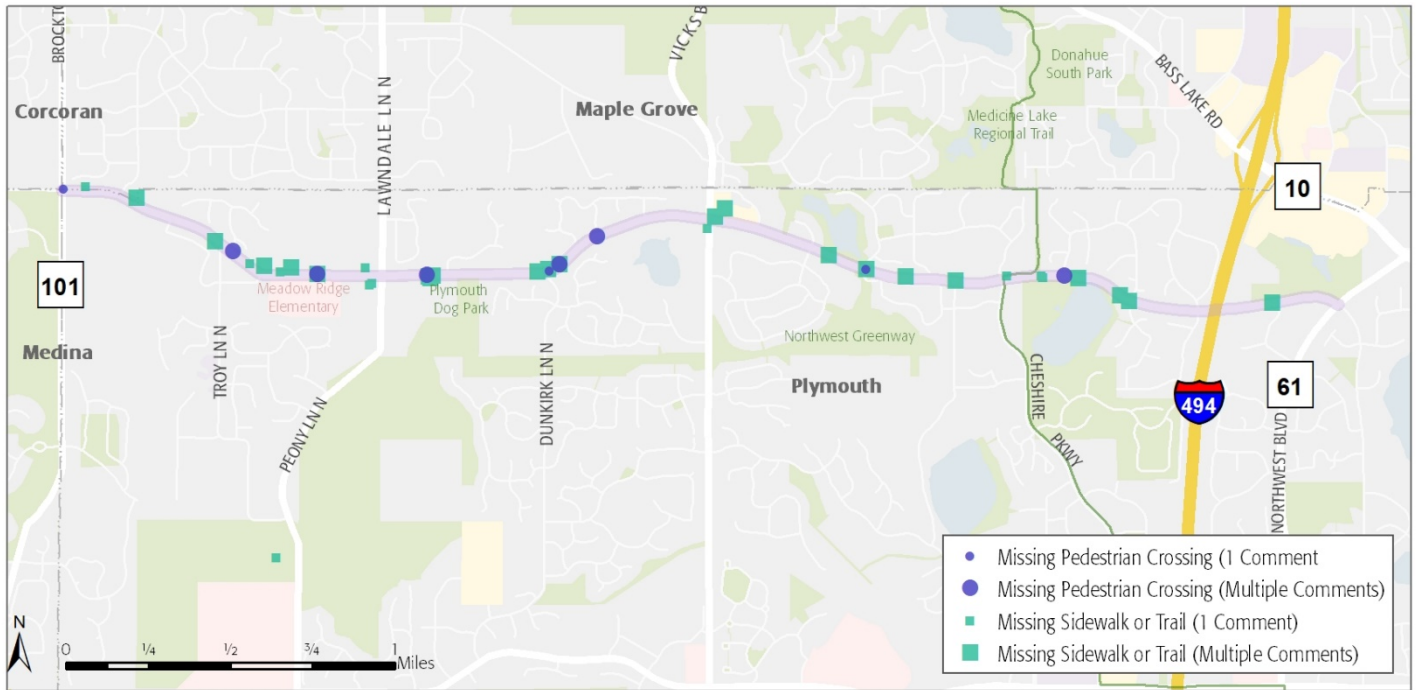 BROCKTO
Corcoran
LAWNDALE LN N
Maple Grove
VICKS B
Donahue
South Park
BASS LAKE RD
Medicine Lake
Regional Trail
10
101
Meadow Ridge
Elementary
Plymouth
Dog Park
Northwest Greenway
Medina
TROY LN N
DUNKIRK LN N
Plymouth
CHESHIRE
PKWY
494
61
PEONY LN N
NORTHWEST BLVD
Missing Pedestrian Crossing (1 Comment
Missing Pedestrian Crossing (Multiple Comments)
Missing Sidewalk or Trail (1 Comment)
Missing Sidewalk or Trail (Multiple Comments)
N
0 1/4 1/2 3/4 1
Miles